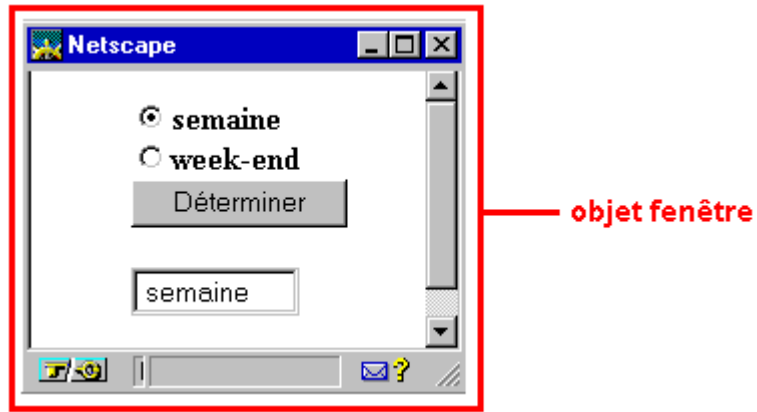 Netscape
semaine
week-end
Déterminer
objet fenêtre
semaine